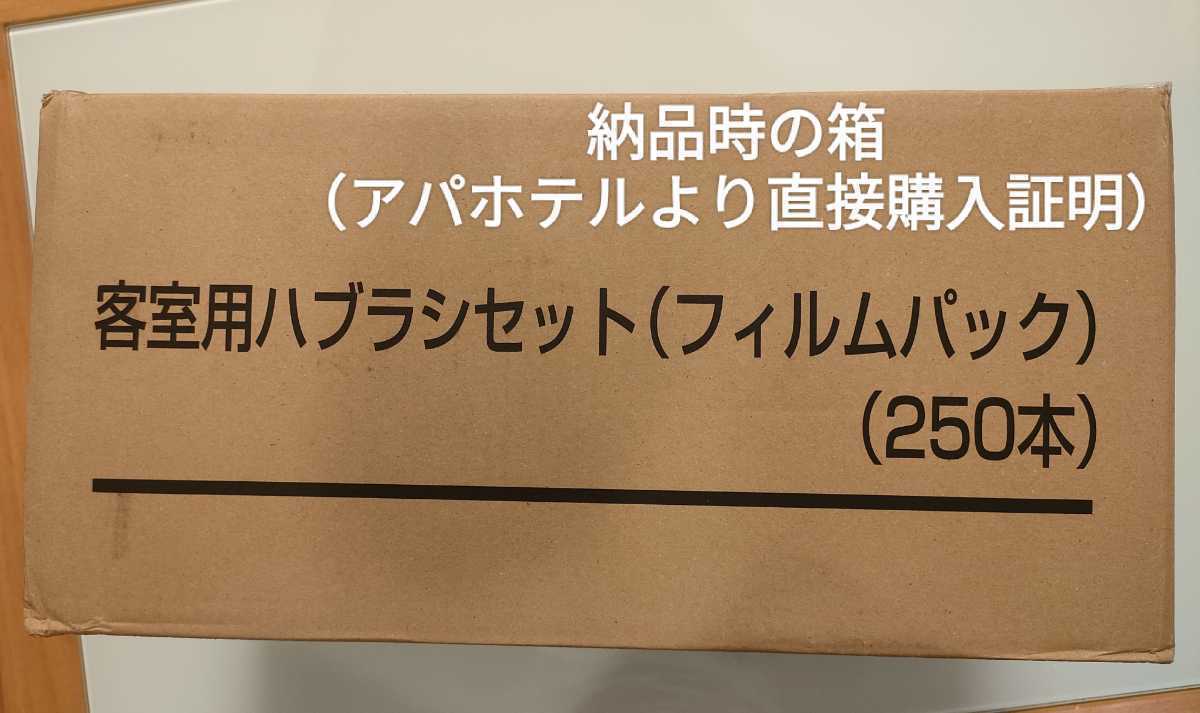 納品時の箱
（アパホテルより直接購入証明）
客室用ハブラシセット（フィルムパック）
（250本）